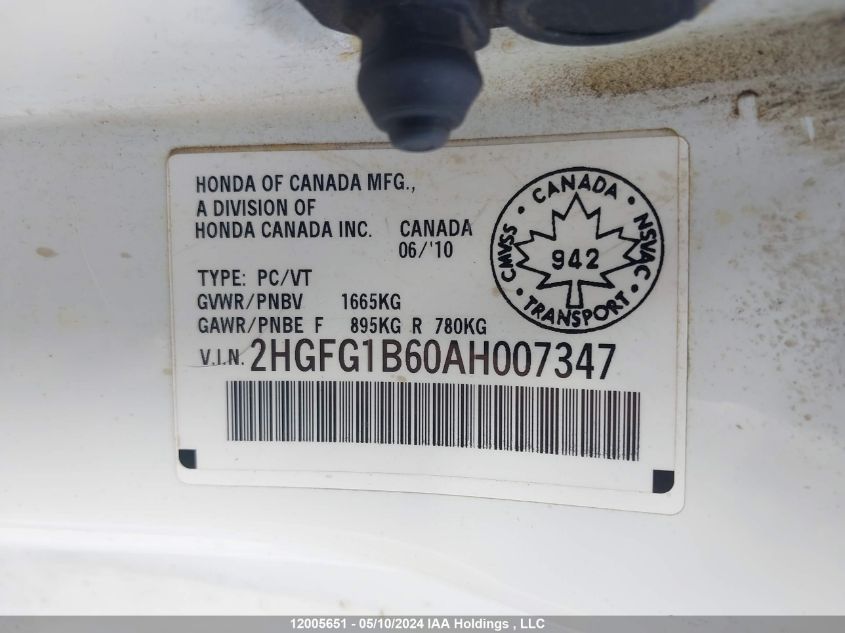 HONDA OF CANADA MFG.,
A DIVISION OF
HONDA CANADA INC. CANADA
06/'10
TYPE: PC/VT
GVWR/PNBV 1665KG
GAWR/PNBE F 895KG R 780KG
V.I.N. 2HGFG1B60AH007347
CMVSS • CANADA • NSVAC • TRANSPORT •
942
12005651 - 05/10/2024 IAA Holdings , LLC